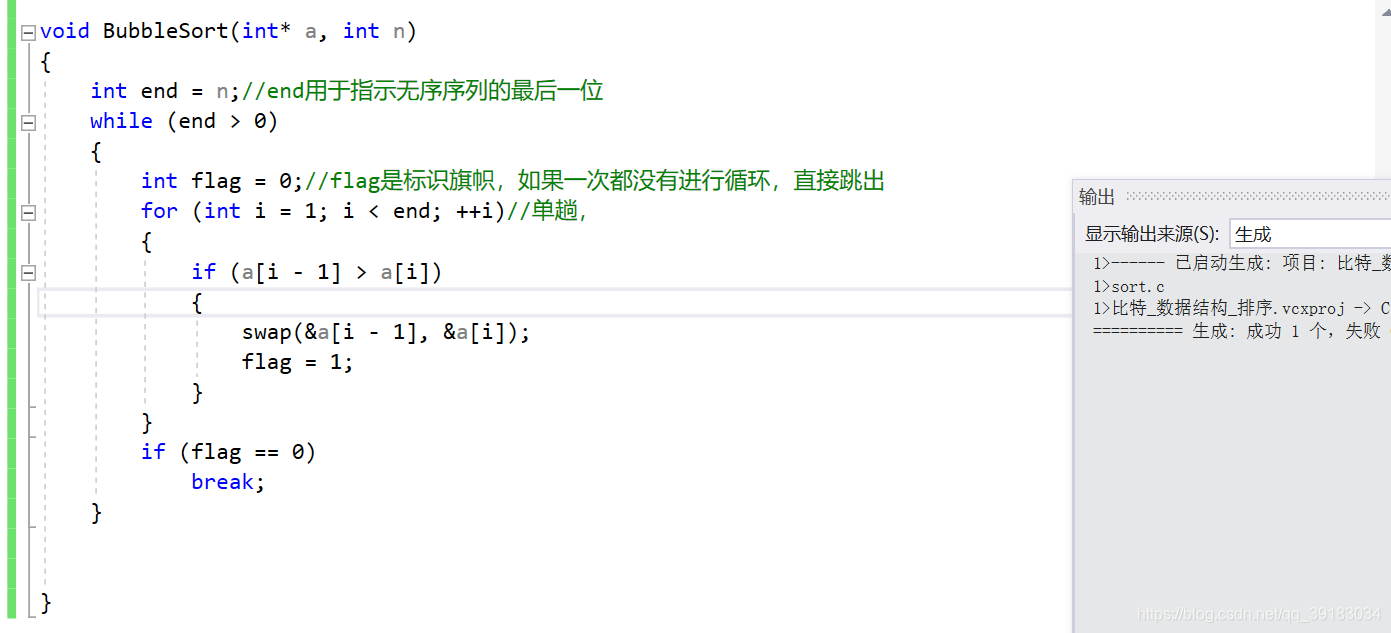 void BubbleSort(int* a, int n)
{
int end = n;//end用于指示无序序列的最后一位
while (end > 0)
{
int flag = 0;//flag是标识旗帜，如果一次都没有进行循环，直接跳出
for (int i = 1; i < end; ++i)//单趟，
{
if (a[i - 1] > a[i])
{
swap(&a[i - 1], &a[i]);
flag = 1;
}
}
if (flag == 0)
break;
}
}
输出
显示输出来源(S): 生成
1>------ 已启动生成: 项目: 比特_数
1>sort.c
1>比特_数据结构_排序.vcxproj -> C
========== 生成: 成功 1 个，失败
https://blog.csdn.net/qq_39183034